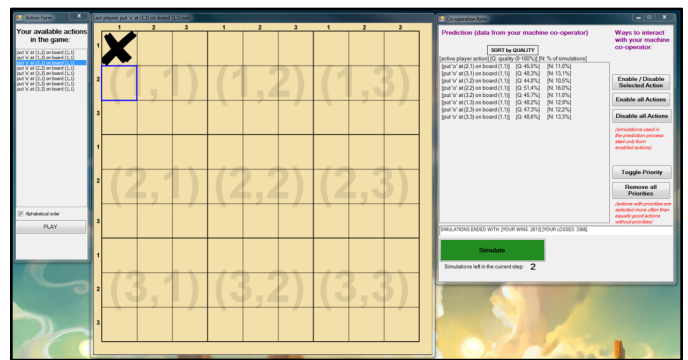 Action Form
Your available actions
in the game:
put 'o' at (1,2) on board (1,1)
put 'o' at (1,3) on board (1,1)
put 'o' at (2,1) on board (1,1)
put 'o' at (2,2) on board (1,1)
put 'o' at (2,3) on board (1,1)
put 'o' at (3,1) on board (1,1)
put 'o' at (3,2) on board (1,1)
put 'o' at (3,3) on board (1,1)
Alphabetical order
PLAY
Last played: put 'x' at (1,1) on board (1,1)
1 2 3 1 2 3 1 2 3
1
2
3
1
2
3
1
2
3
(1,1) (1,2) (1,3)
(2,1) (2,2) (2,3)
(3,1) (3,2) (3,3)
Co-operation form
Prediction (data from your machine co-operator)
SORT by QUALITY
[active player action] [Q: quality (0-100%)] [N: % of simulations]
[put 'o' at (2,1) on board (1,1)] [Q: 45,5%] [N: 11,0%]
[put 'o' at (3,1) on board (1,1)] [Q: 48,3%] [N: 13,1%]
[put 'o' at (1,2) on board (1,1)] [Q: 44,8%] [N: 10,5%]
[put 'o' at (2,2) on board (1,1)] [Q: 51,4%] [N: 16,0%]
[put 'o' at (3,2) on board (1,1)] [Q: 45,7%] [N: 11,0%]
[put 'o' at (1,3) on board (1,1)] [Q: 48,2%] [N: 12,9%]
[put 'o' at (2,3) on board (1,1)] [Q: 47,3%] [N: 12,2%]
[put 'o' at (3,3) on board (1,1)] [Q: 48,6%] [N: 13,3%]
SIMULATIONS ENDED WITH: [YOUR WINS: 2813] [YOUR LOSSES: 3366]
Simulate
Simulations left in the current step: 2
Ways to interact
with your machine
co-operator:
Enable / Disable
Selected Action
Enable all Actions
Disable all Actions
(simulations used in
the prediction process
start only from
enabled actions)
Toggle Priority
Remove all
Priorities
(actions with priorities are
selected more often than
equally good actions
without priorities)